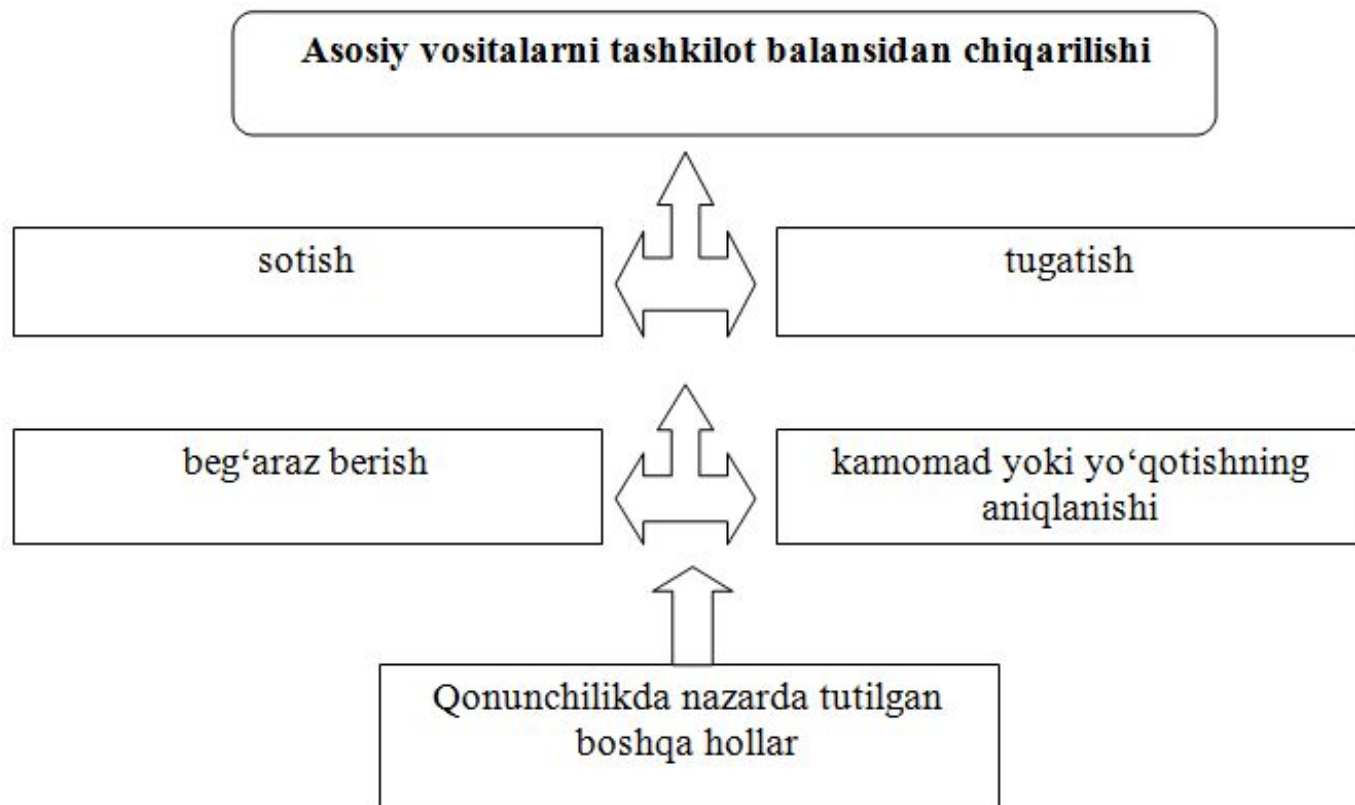 Asosiy vositalarni tashkilot balansidan chiqarilishi
sotish
tugatish
beg‘araz berish
kamomad yoki yo‘qotishning
aniqlanishi
Qonunchilikda nazarda tutilgan
boshqa hollar